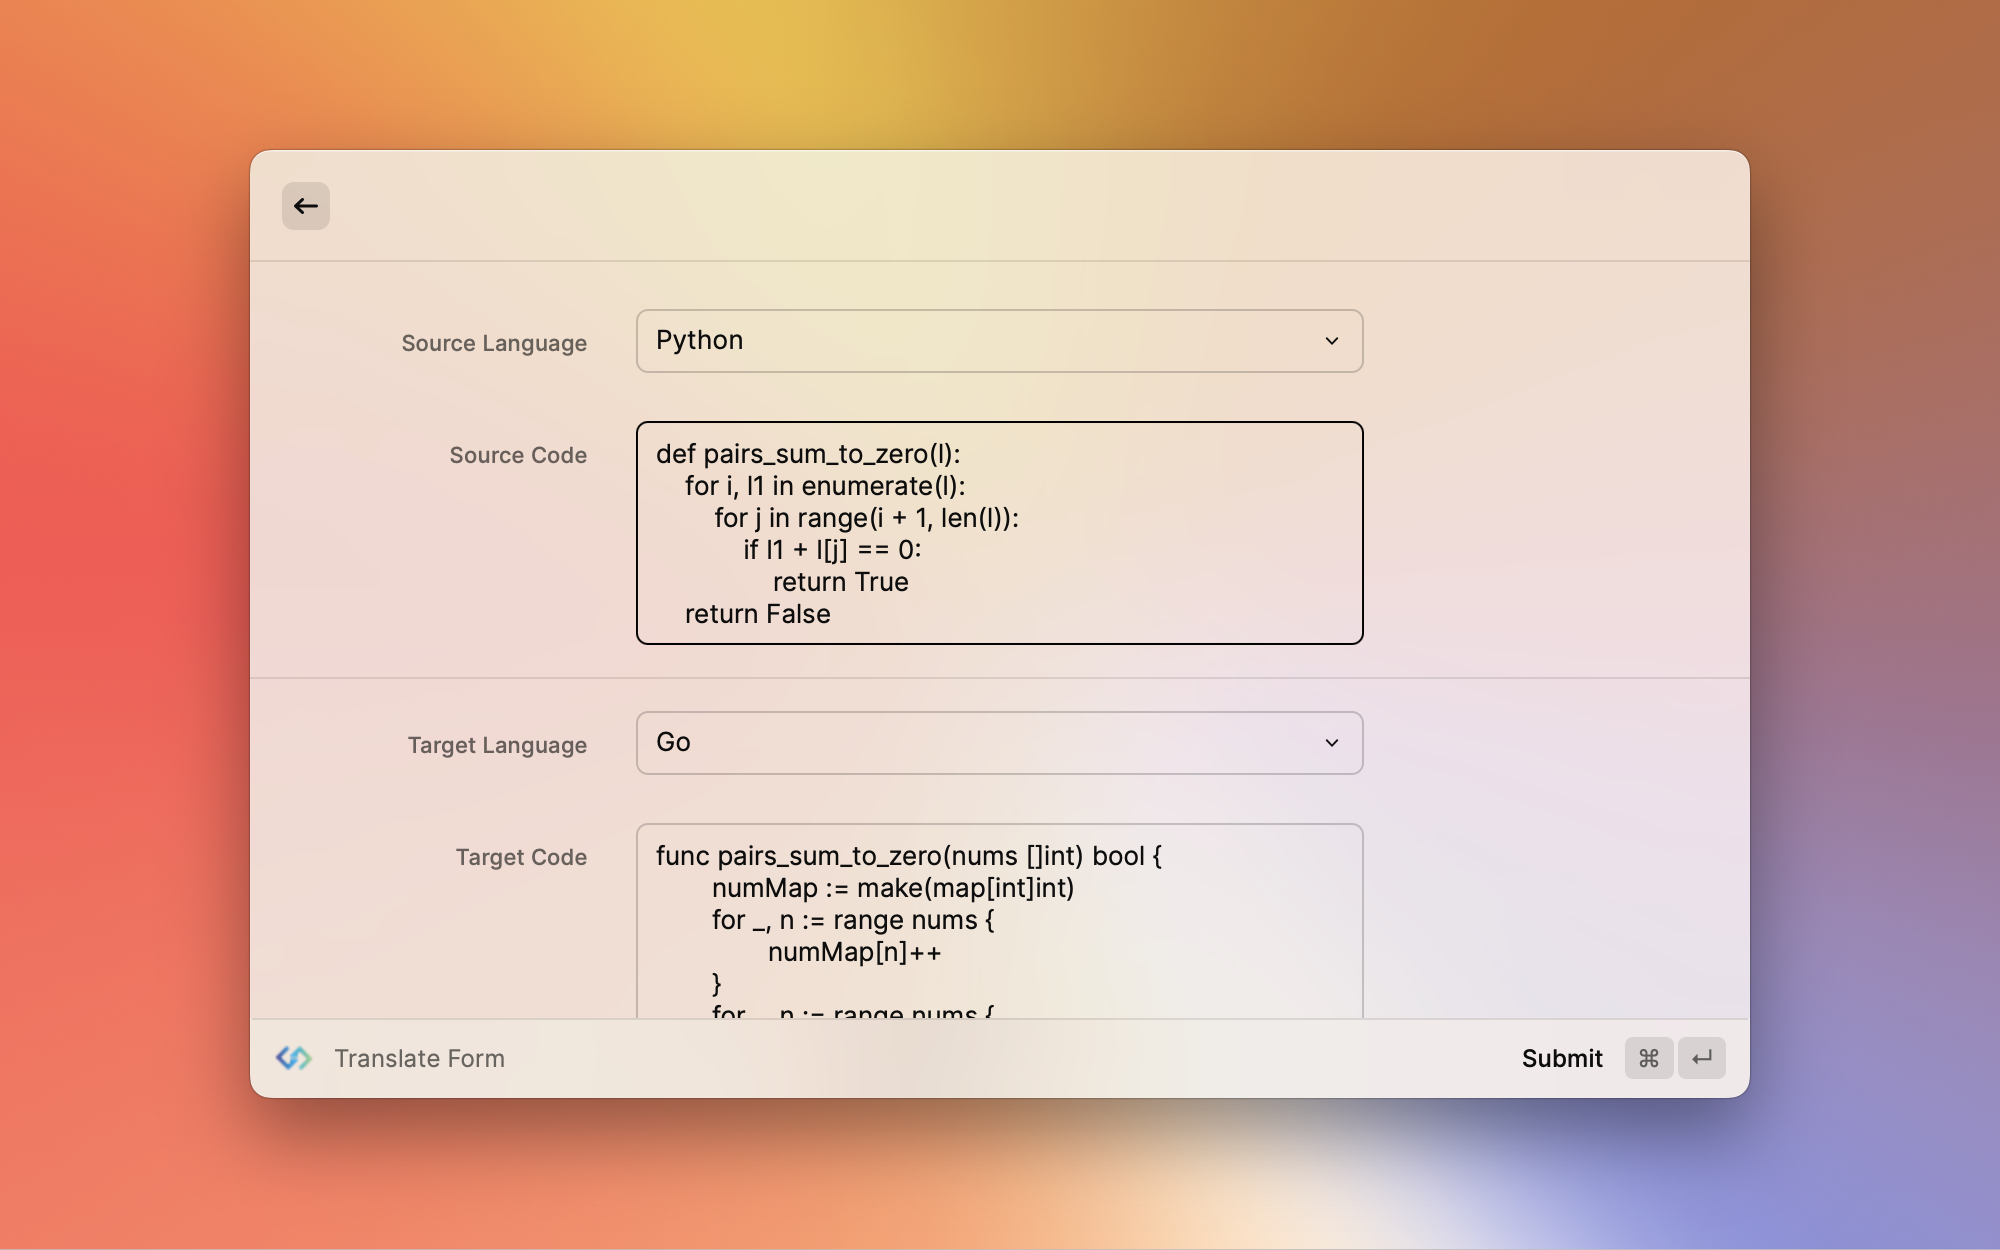 Source Language
Python
Source Code
def pairs_sum_to_zero(l):
    for i, l1 in enumerate(l):
        for j in range(i + 1, len(l)):
            if l1 + l[j] == 0:
                return True
    return False
Target Language
Go
Target Code
func pairs_sum_to_zero(nums []int) bool {
	numMap := make(map[int]int)
	for _, n := range nums {
		numMap[n]++
	}
	for _, n := range nums {
Translate Form
Submit ⌘ ↵